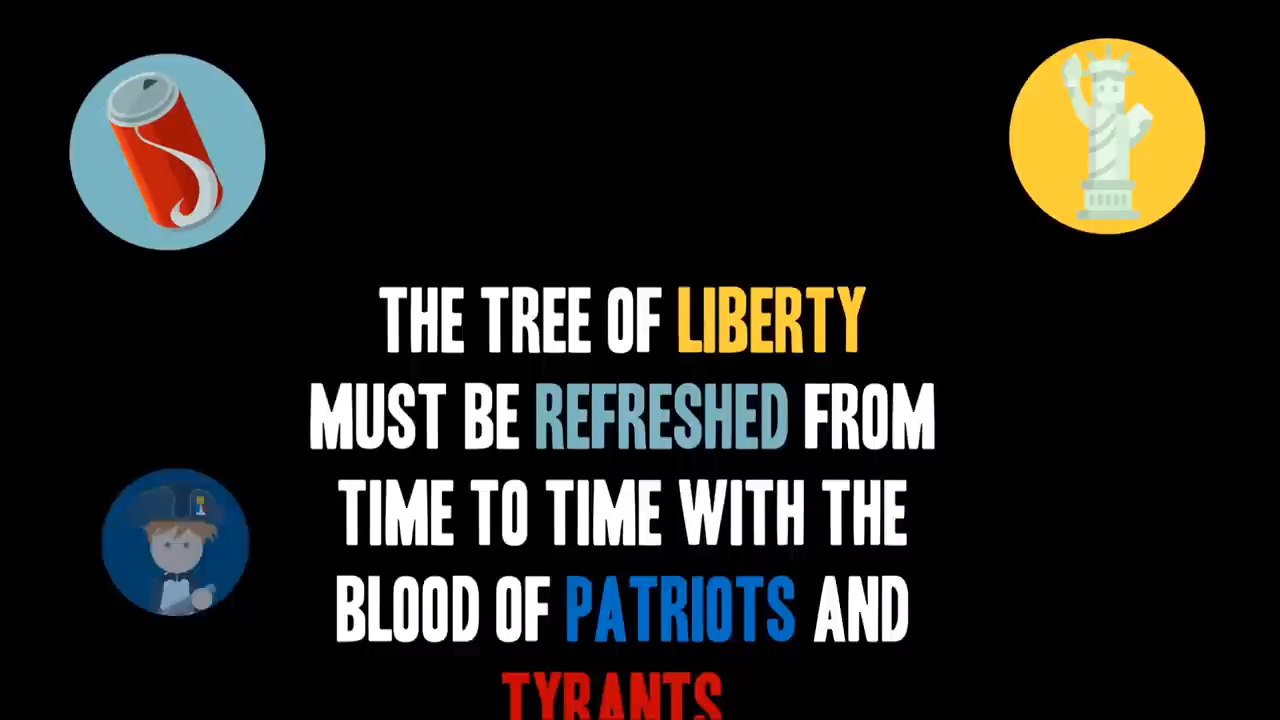 THE TREE OF LIBERTY
MUST BE REFRESHED FROM
TIME TO TIME WITH THE
BLOOD OF PATRIOTS AND
TYRANTS